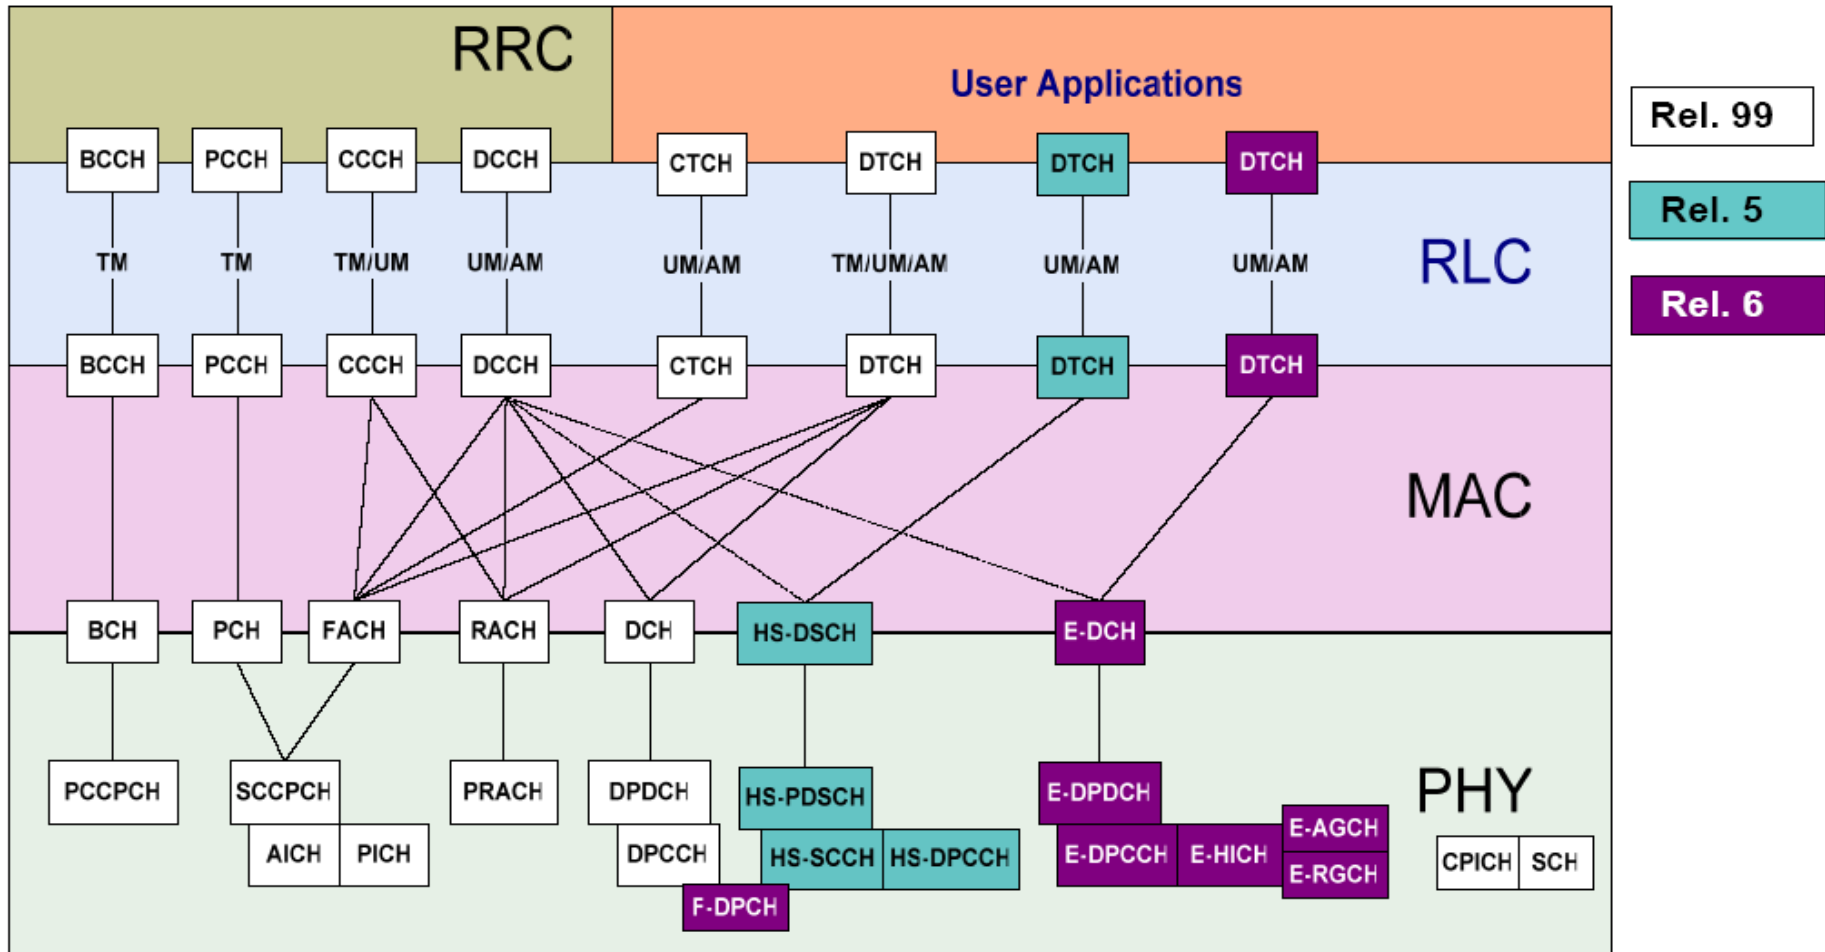 RRC
User Applications
Rel. 99
BCCH PCCH CCCH DCCH CTCH DTCH DTCH DTCH
Rel. 5
TM TM TM/UM UM/AM UM/AM TM/UM/AM UM/AM UM/AM
RLC
Rel. 6
BCCH PCCH CCCH DCCH CTCH DTCH DTCH DTCH
MAC
BCH PCH FACH RACH DCH HS-DSCH E-DCH
PCCPCH SCCPCH PRACH DPDCH HS-PDSCH E-DPDCH
PHY
E-AGCH
AICH PICH DPCCH HS-SCCH HS-DPCCH E-DPCCH E-HICH
CPICH SCH
E-RGCH
F-DPCH